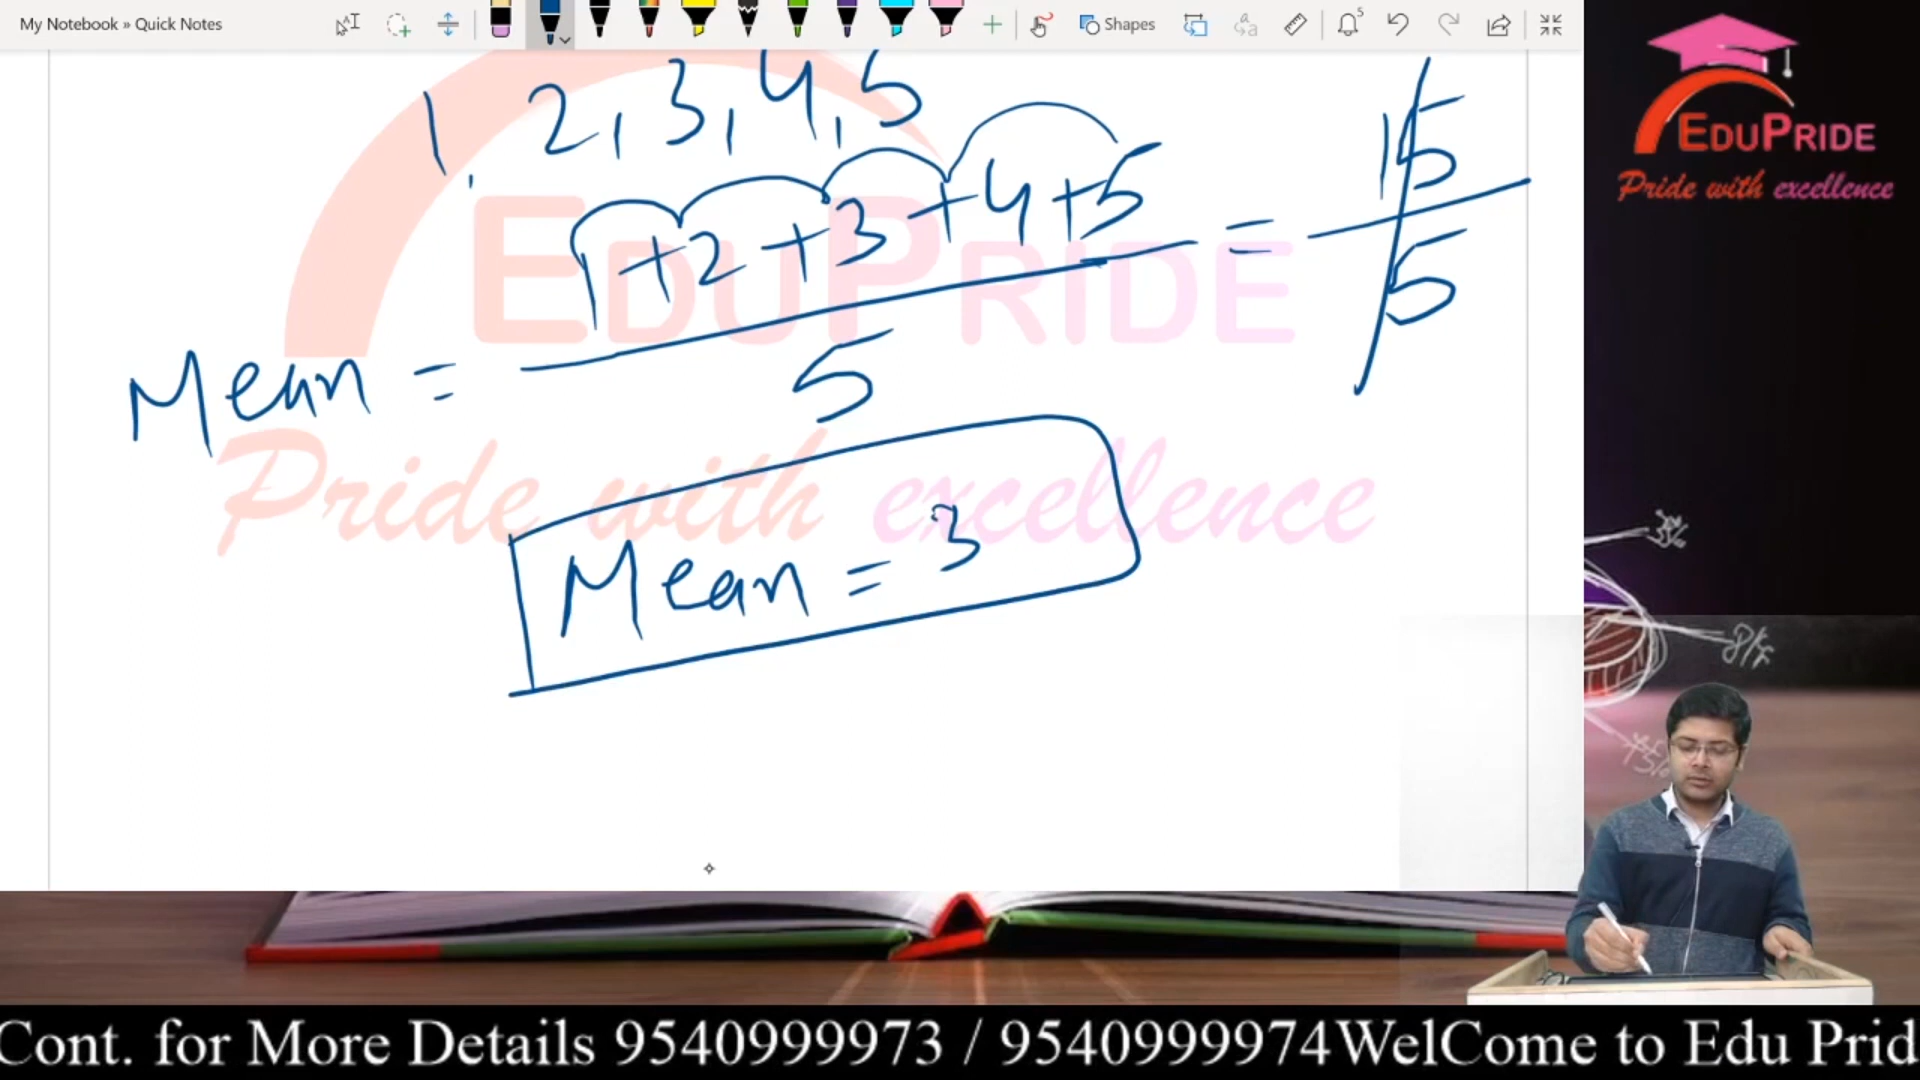 My Notebook » Quick Notes
Shapes
5
1, 2, 3, 4, 5
Mean = 1+2+3+4+5 / 5 = 15 / 5
Mean = 3
EDUPRIDE
Pride with excellence
EDUPRIDE
Pride with excellence
Cont. for More Details 9540999973 / 9540999974WelCome to Edu Prid